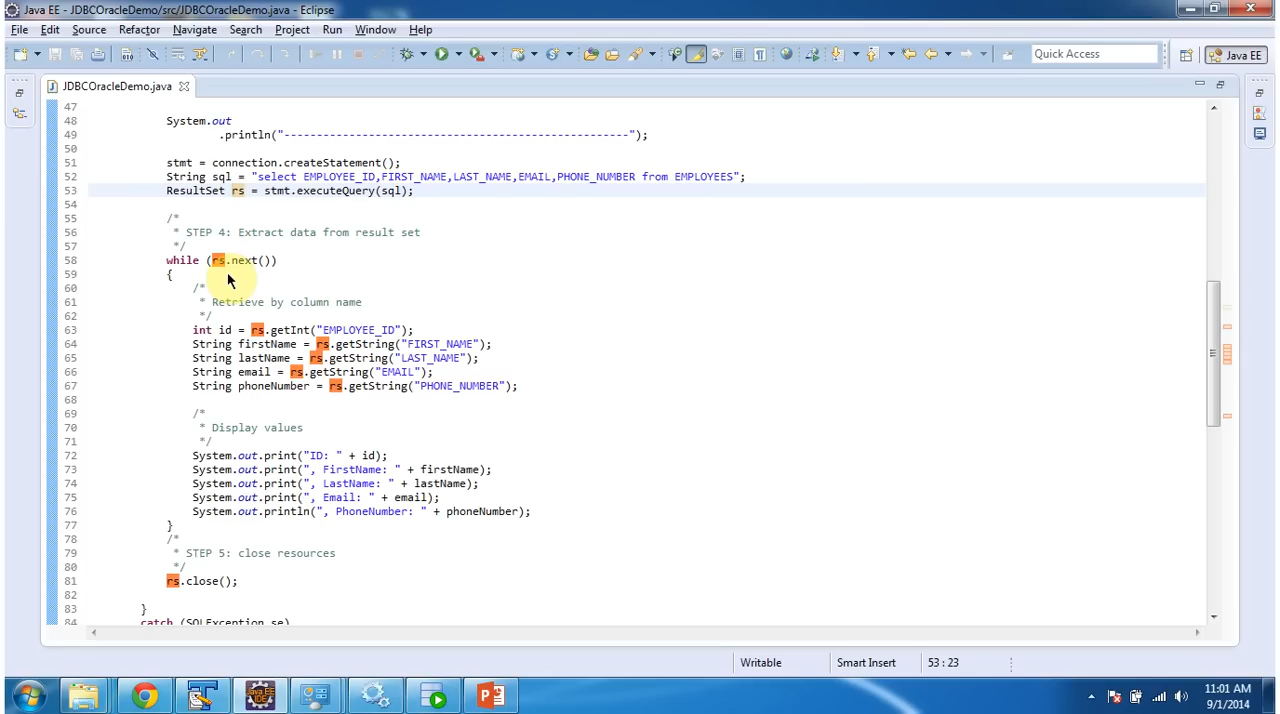 Java EE - JDBCOracleDemo/src/JDBCOracleDemo.java - Eclipse
File Edit Source Refactor Navigate Search Project Run Window Help
Quick Access
Java EE
JDBCOracleDemo.java
47
48 System.out
49 .println("-----------------------------------------------------");
50
51 stmt = connection.createStatement();
52 String sql = "select EMPLOYEE_ID,FIRST_NAME,LAST_NAME,EMAIL,PHONE_NUMBER from EMPLOYEES";
53 ResultSet rs = stmt.executeQuery(sql);
54
55 /*
56 * STEP 4: Extract data from result set
57 */
58 while (rs.next())
59 {
60 /*
61 * Retrieve by column name
62 */
63 int id = rs.getInt("EMPLOYEE_ID");
64 String firstName = rs.getString("FIRST_NAME");
65 String lastName = rs.getString("LAST_NAME");
66 String email = rs.getString("EMAIL");
67 String phoneNumber = rs.getString("PHONE_NUMBER");
68
69 /*
70 * Display values
71 */
72 System.out.print("ID: " + id);
73 System.out.print(", FirstName: " + firstName);
74 System.out.print(", LastName: " + lastName);
75 System.out.print(", Email: " + email);
76 System.out.println(", PhoneNumber: " + phoneNumber);
77 }
78 /*
79 * STEP 5: close resources
80 */
81 rs.close();
82
83 }
84 catch (SQLException se)
Writable Smart Insert 53 : 23
Java EE
IDE
11:01 AM
9/1/2014